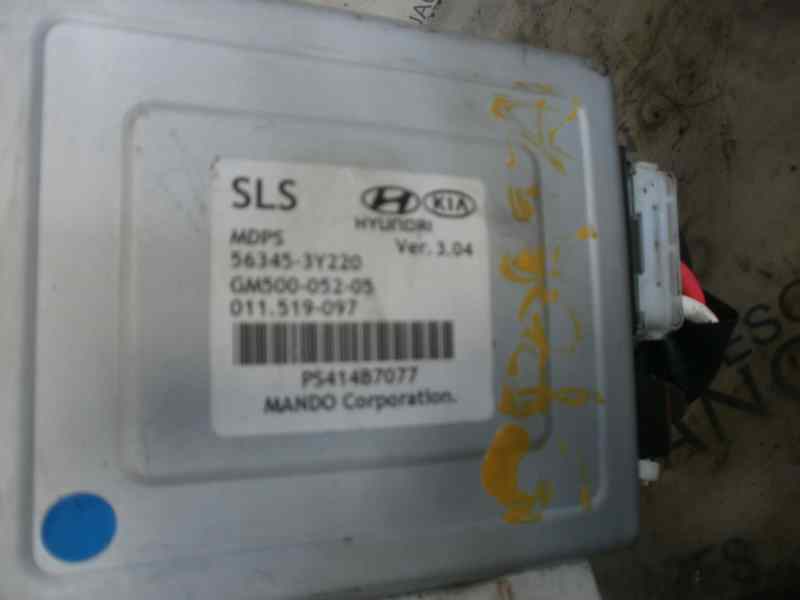 SLS
HYUNDAI
KIA
MDPS
Ver. 3.04
56345-3Y220
GM500-052-05
011.519-097
PS414B7077
MANDO Corporation.